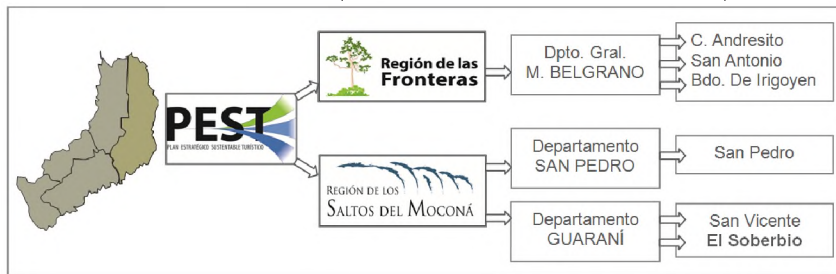 PEST
PLAN ESTRATÉGICO SUSTENTABLE TURÍSTICO
Región de las
Fronteras
Dpto. Gral.
M. BELGRANO
C. Andresito
San Antonio
Bdo. De Irigoyen
REGIÓN DE LOS
SALTOS DEL MOCONÁ
Departamento
SAN PEDRO
San Pedro
Departamento
GUARANÍ
San Vicente
El Soberbio